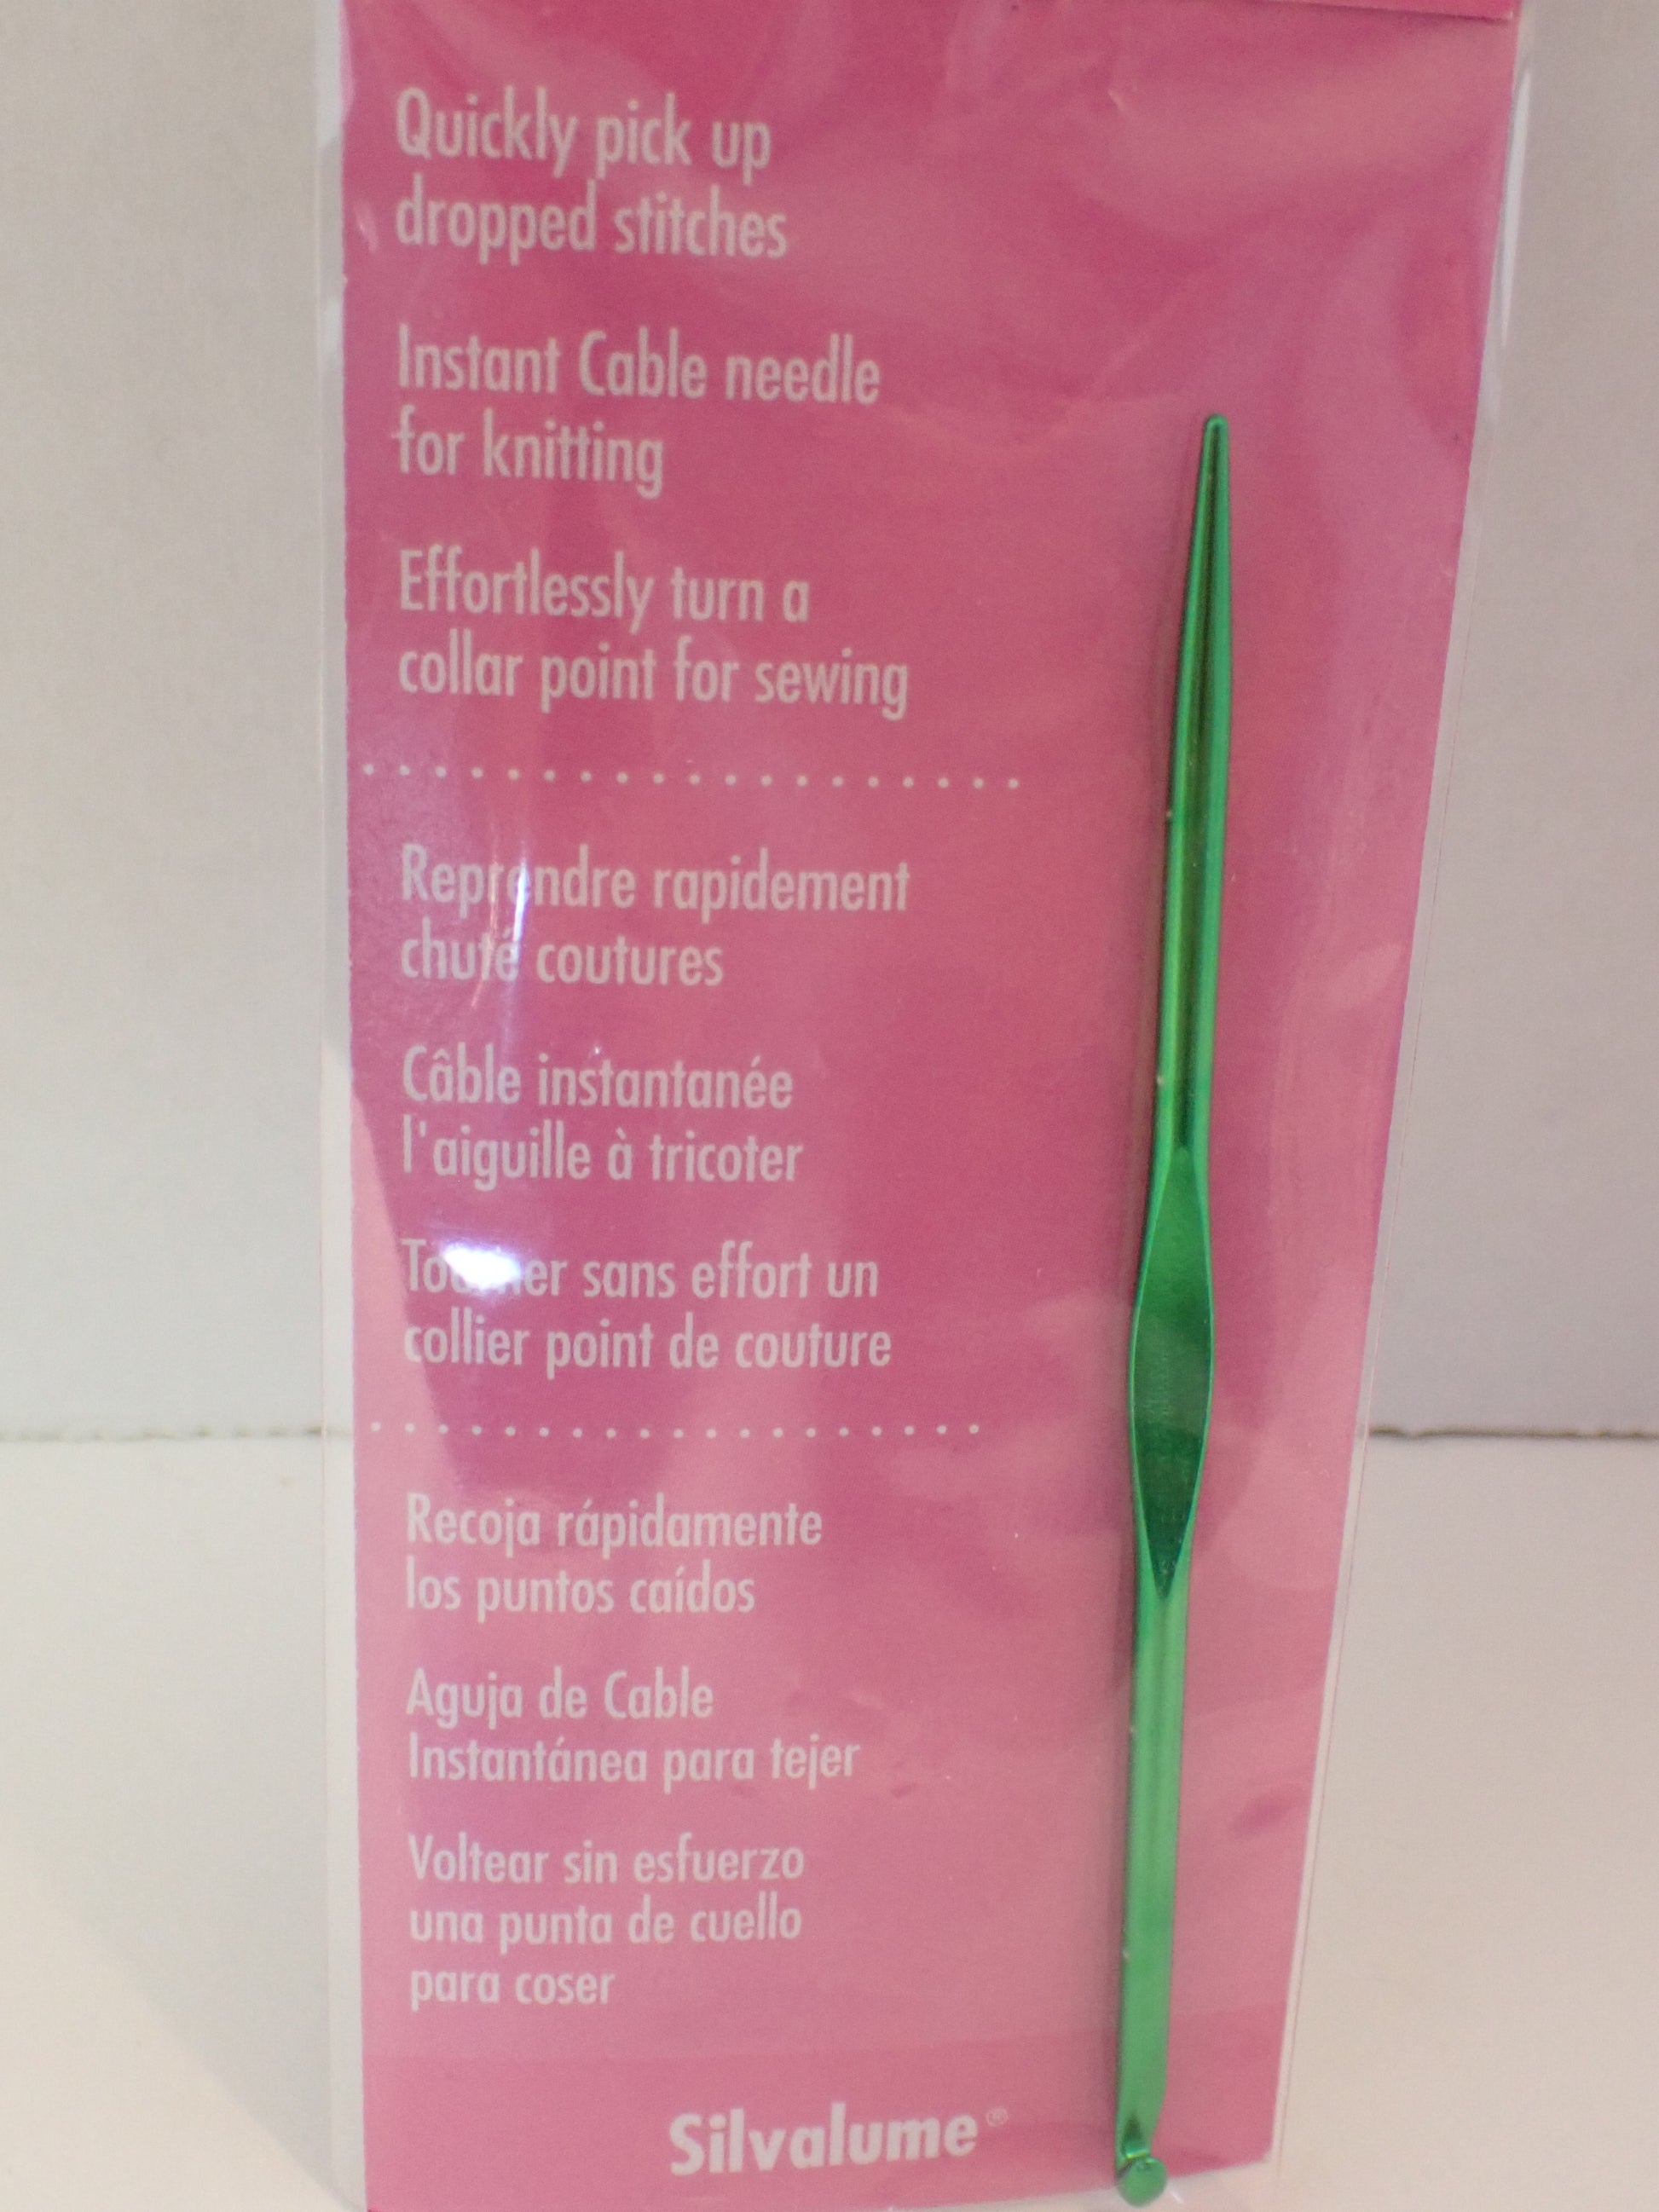 Quickly pick up
dropped stitches
Instant Cable needle
for knitting
Effortlessly turn a
collar point for sewing
Reprendre rapidement
chuté coutures
Câble instantanée
l'aiguille à tricoter
sans effort un
collier point de couture
Recoja rápidamente
los puntos caídos
Aguja de Cable
Instantánea para tejer
Voltear sin esfuerzo
una punta de cuello
para coser
Silvalume®